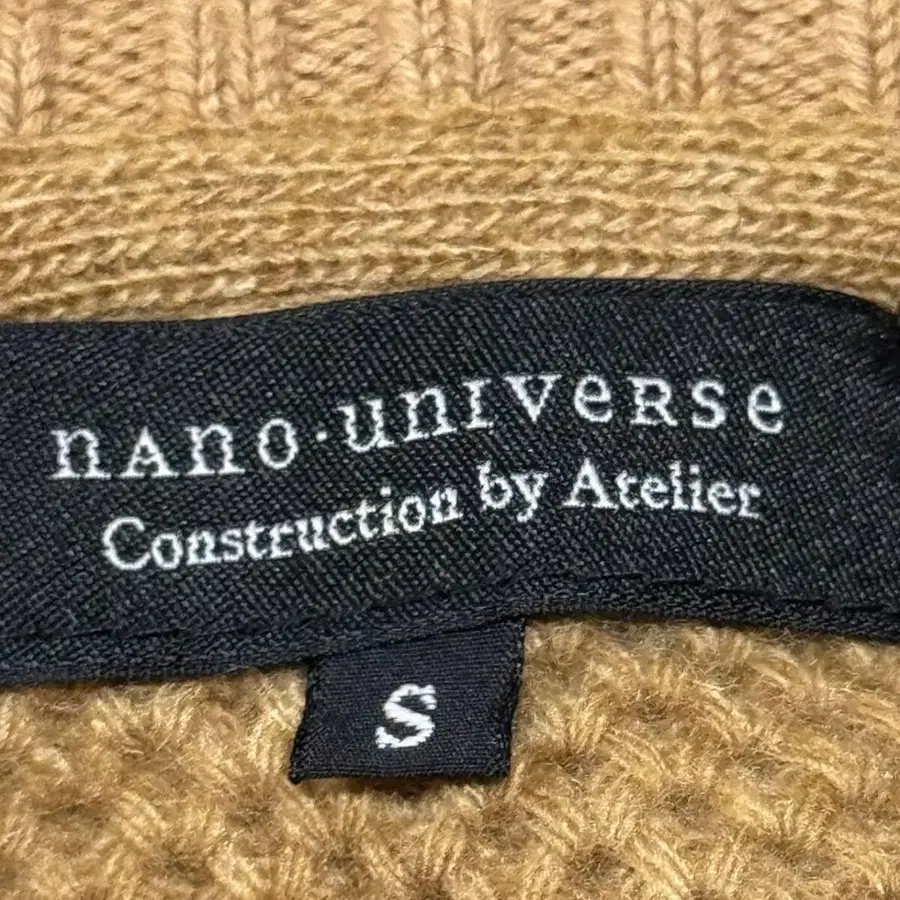 nAno·unIveRse
Construction by Atelier
S